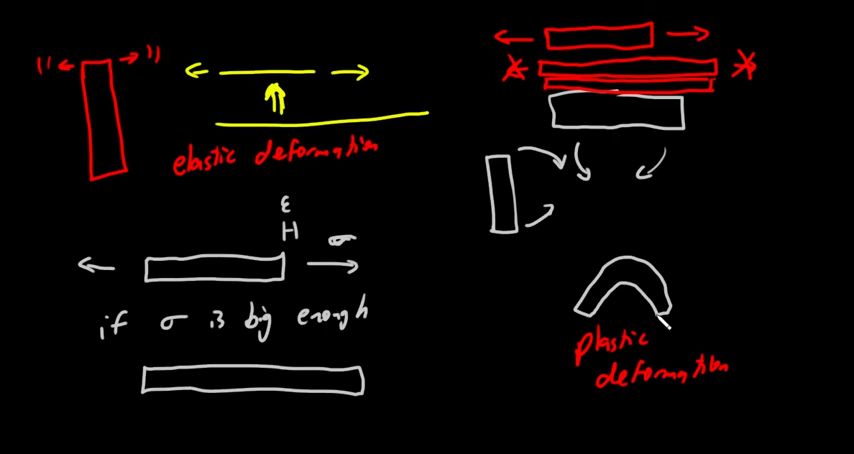 elastic deformation
ε
σ
if σ is big enough
plastic
deformation